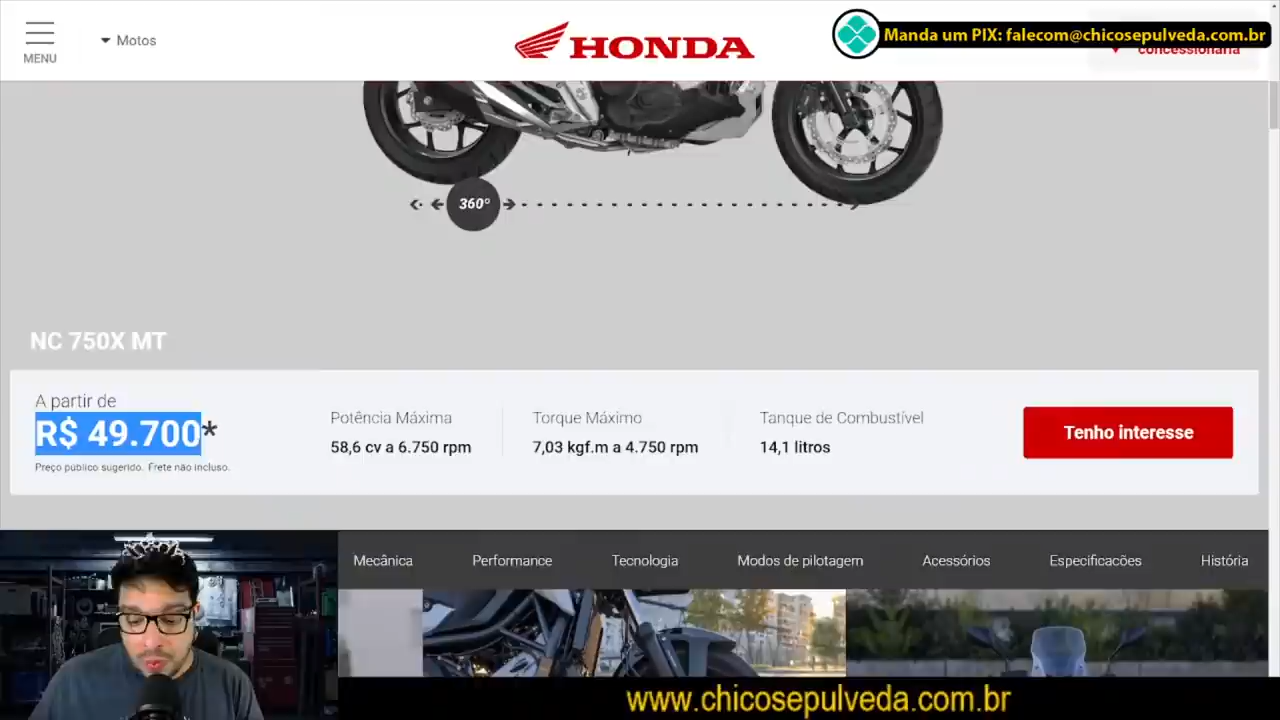 MENU
Motos
HONDA
Manda um PIX: falecom@chicosepulveda.com.br
concessionária
360º
NC 750X MT
A partir de
R$ 49.700*
Preço público sugerido. Frete não incluso.
Potência Máxima
58,6 cv a 6.750 rpm
Torque Máximo
7,03 kgf.m a 4.750 rpm
Tanque de Combustível
14,1 litros
Tenho interesse
Mecânica
Performance
Tecnologia
Modos de pilotagem
Acessórios
Especificações
História
www.chicosepulveda.com.br